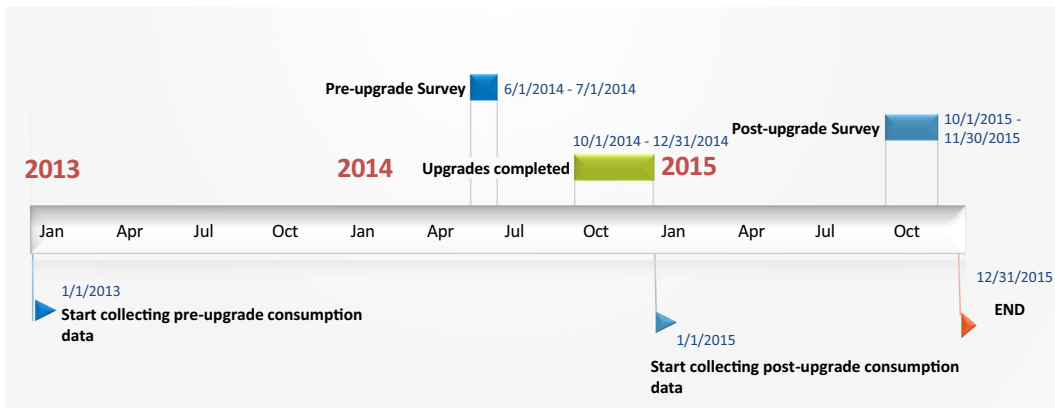 Pre-upgrade Survey
6/1/2014 - 7/1/2014
Post-upgrade Survey
10/1/2015 -
11/30/2015
10/1/2014 - 12/31/2014
Upgrades completed
2013
2014
2015
Jan Apr Jul Oct Jan Apr Jul Oct Jan Apr Jul Oct
1/1/2013
Start collecting pre-upgrade consumption
data
1/1/2015
Start collecting post-upgrade consumption
data
12/31/2015
END